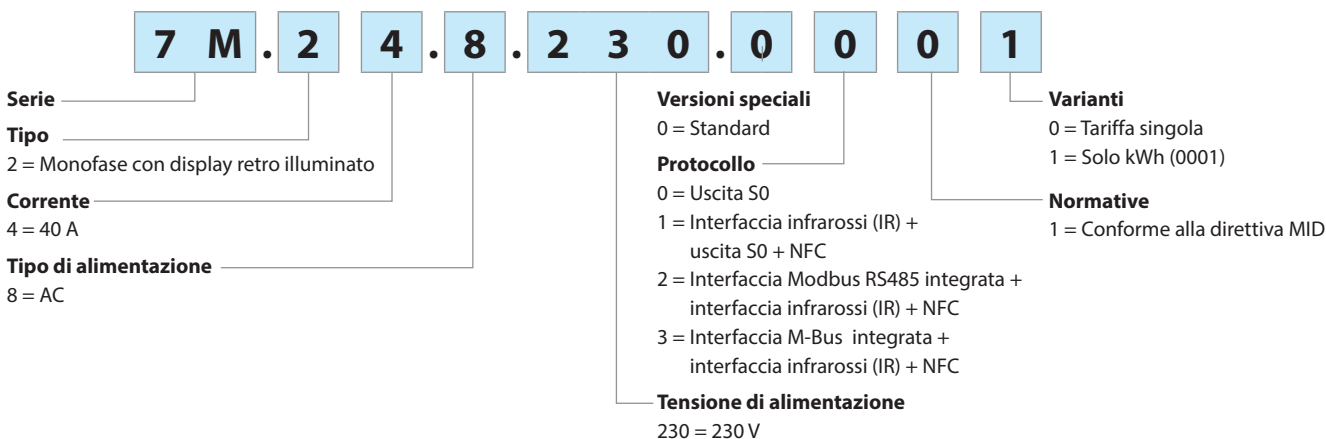 7 M . 2 4 . 8 . 2 3 0 . 0 0 0 1
Serie
Tipo
2 = Monofase con display retro illuminato
Corrente
4 = 40 A
Tipo di alimentazione
8 = AC
Versioni speciali
0 = Standard
Protocollo
0 = Uscita S0
1 = Interfaccia infrarossi (IR) +
uscita S0 + NFC
2 = Interfaccia Modbus RS485 integrata +
interfaccia infrarossi (IR) + NFC
3 = Interfaccia M-Bus integrata +
interfaccia infrarossi (IR) + NFC
Tensione di alimentazione
230 = 230 V
Varianti
0 = Tariffa singola
1 = Solo kWh (0001)
Normative
1 = Conforme alla direttiva MID